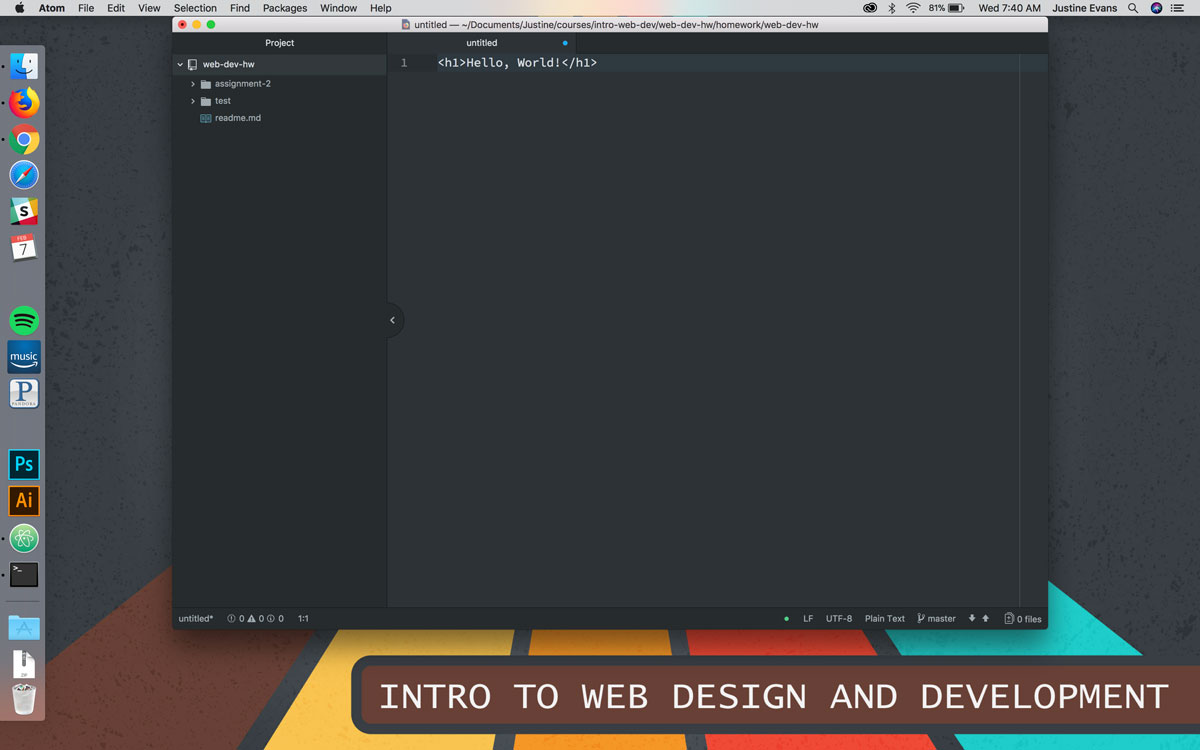 Atom File Edit View Selection Find Packages Window Help 81% Wed 7:40 AM Justine Evans
untitled — ~/Documents/Justine/courses/intro-web-dev/web-dev-hw/homework/web-dev-hw
Project
untitled
web-dev-hw
1 <h1>Hello, World!</h1>
assignment-2
test
readme.md
S
FEB
7
music
P
PANDORA
Ps
Ai
>_
ZIP
untitled* 0 0 0 1:1 LF UTF-8 Plain Text master 0 files
INTRO TO WEB DESIGN AND DEVELOPMENT